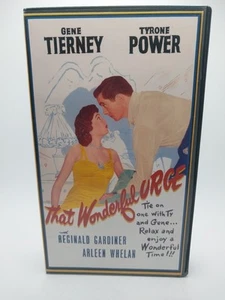 GENE TIERNEY
TYRONE POWER
That Wonderful URGE
Tie on
one with Ty
and Gene...
Relax and
enjoy a
Wonderful
Time!!!
with
REGINALD GARDINER
ARLEEN WHELAN